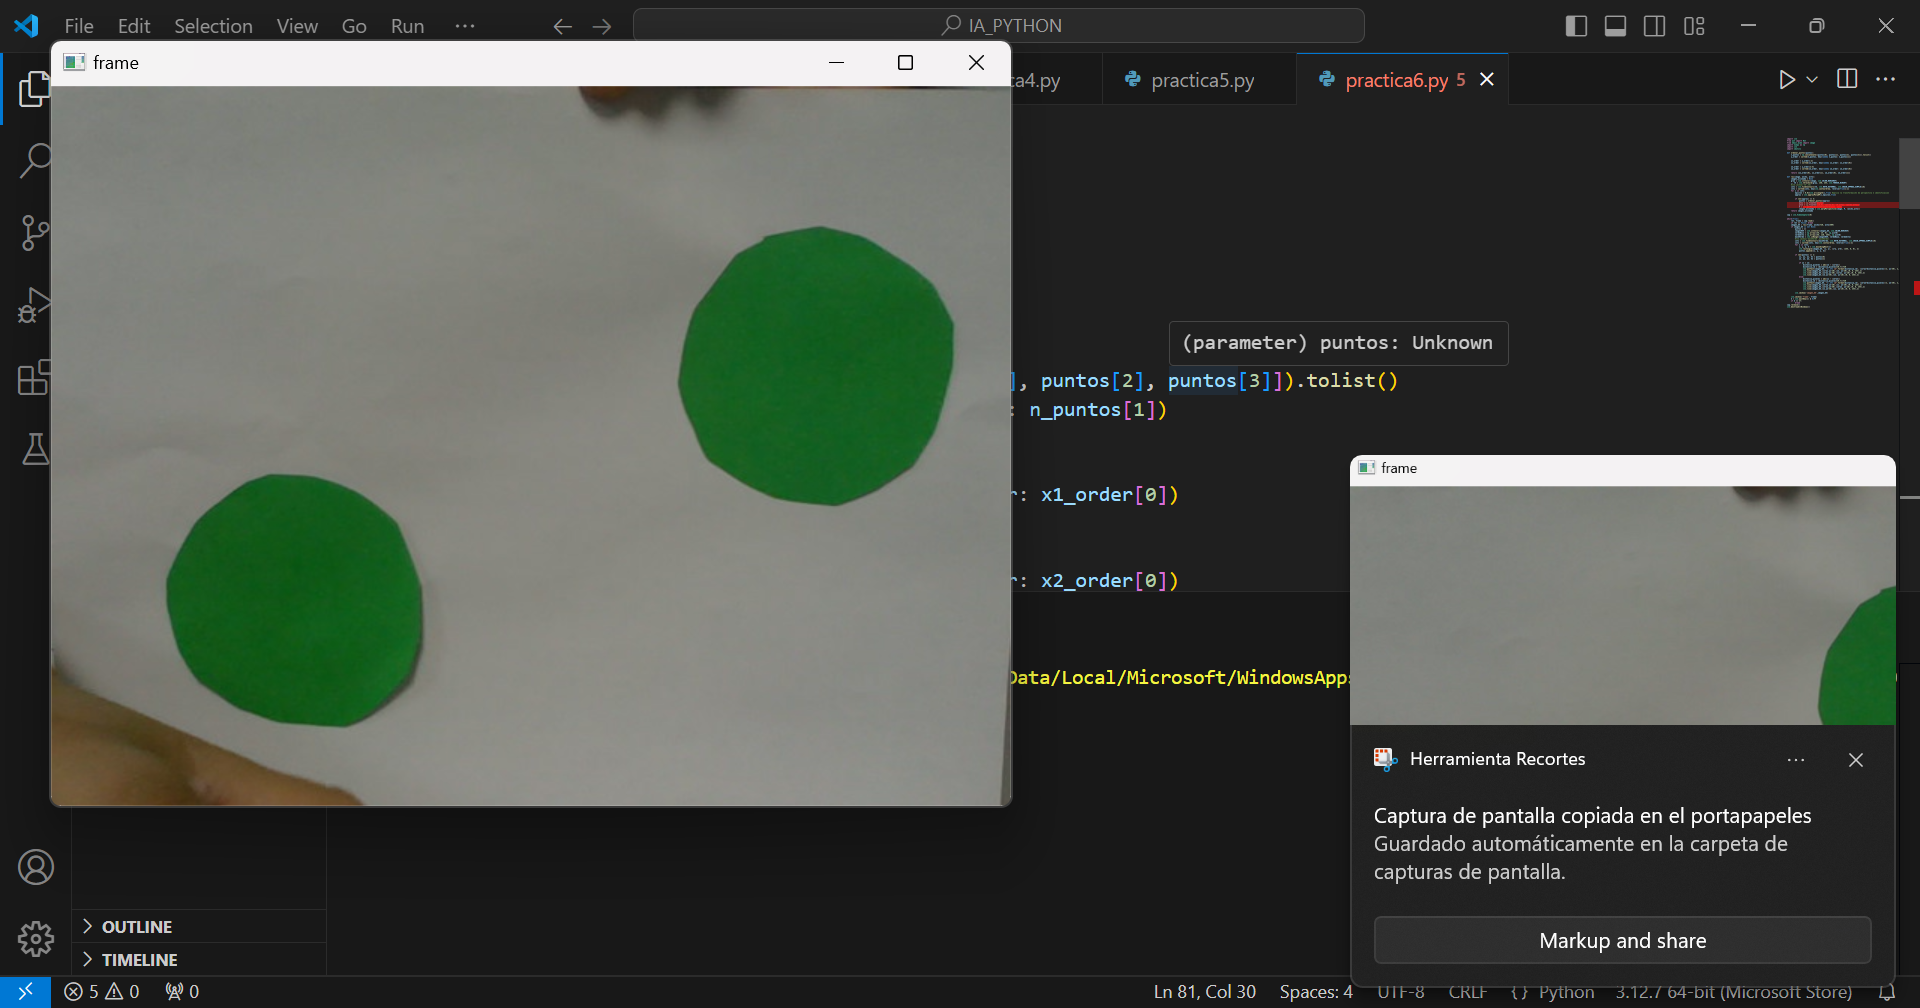 File Edit Selection View Go Run ···
IA_PYTHON
frame
ca4.py
practica5.py
practica6.py 5
(parameter) puntos: Unknown
], puntos[2], puntos[3]]).tolist()
: n_puntos[1])
r: x1_order[0])
r: x2_order[0])
Data/Local/Microsoft/WindowsApps
frame
Herramienta Recortes
Captura de pantalla copiada en el portapapeles
Guardado automáticamente en la carpeta de
capturas de pantalla.
Markup and share
OUTLINE
TIMELINE
5 0 0
Ln 81, Col 30 Spaces: 4 UTF-8 CRLF {} Python 3.12.7 64-bit (Microsoft Store)